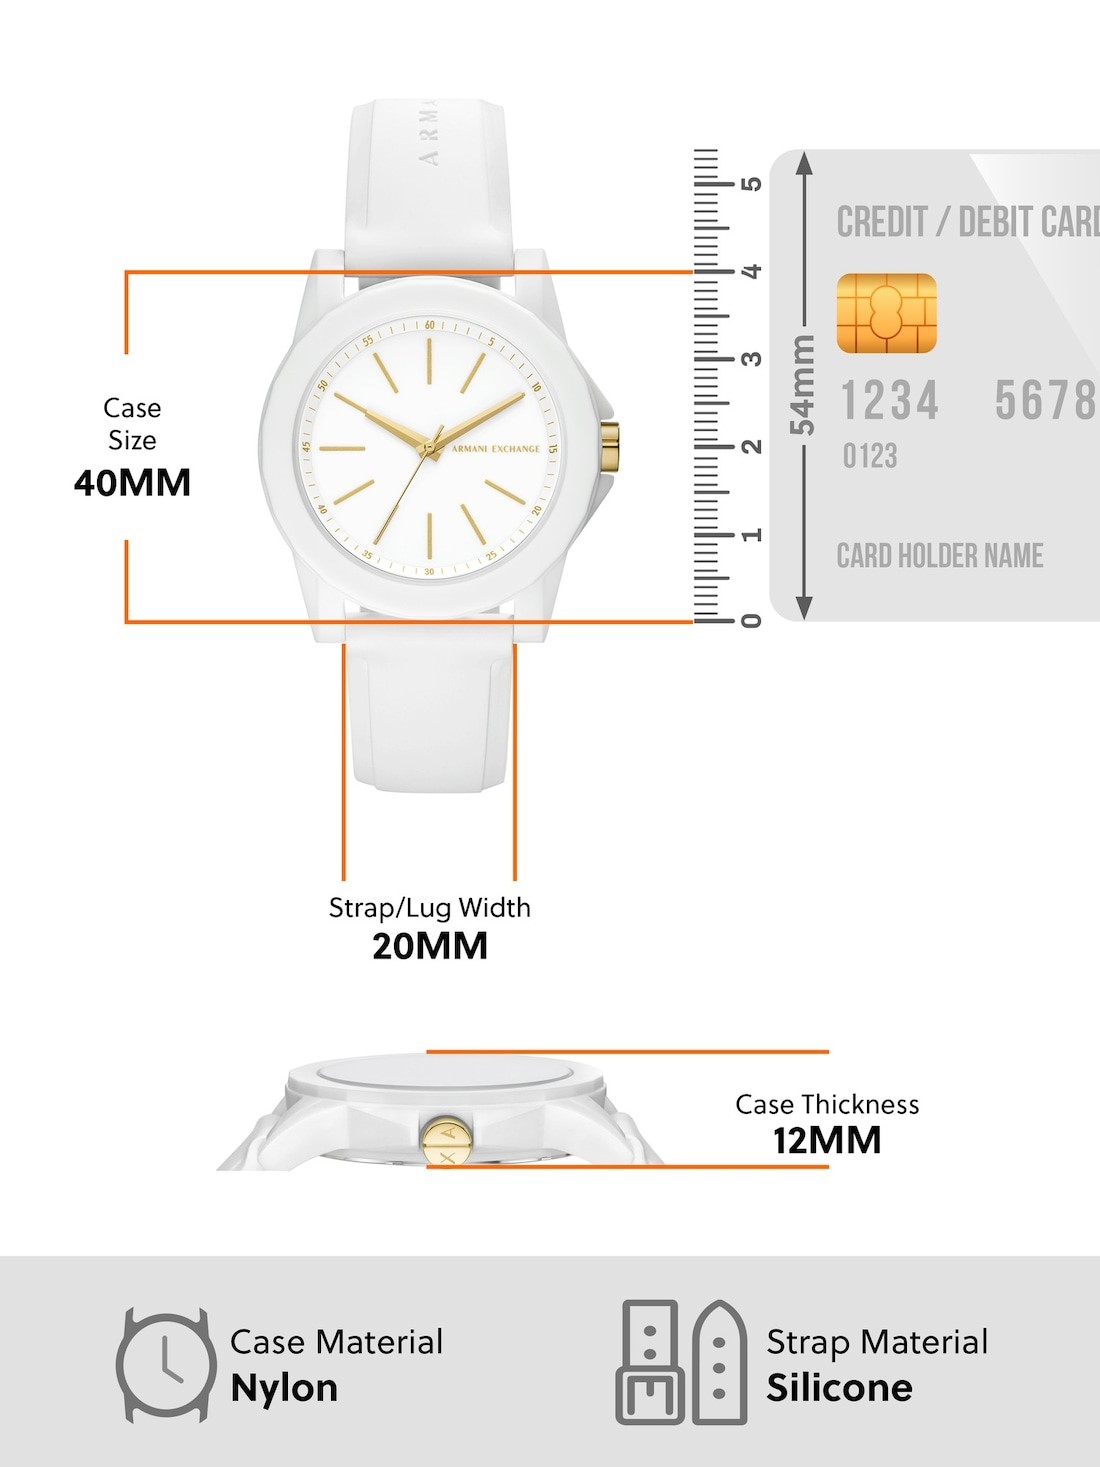 ARMA
5
4
3
2
1
0
54mm
CREDIT / DEBIT CARD
1234 5678
0123
CARD HOLDER NAME
Case
Size
40MM
60
5
10
15
20
25
30
35
40
45
50
55
ARMANI EXCHANGE
Strap/Lug Width
20MM
Case Thickness
12MM
A
X
Case Material
Nylon
Strap Material
Silicone